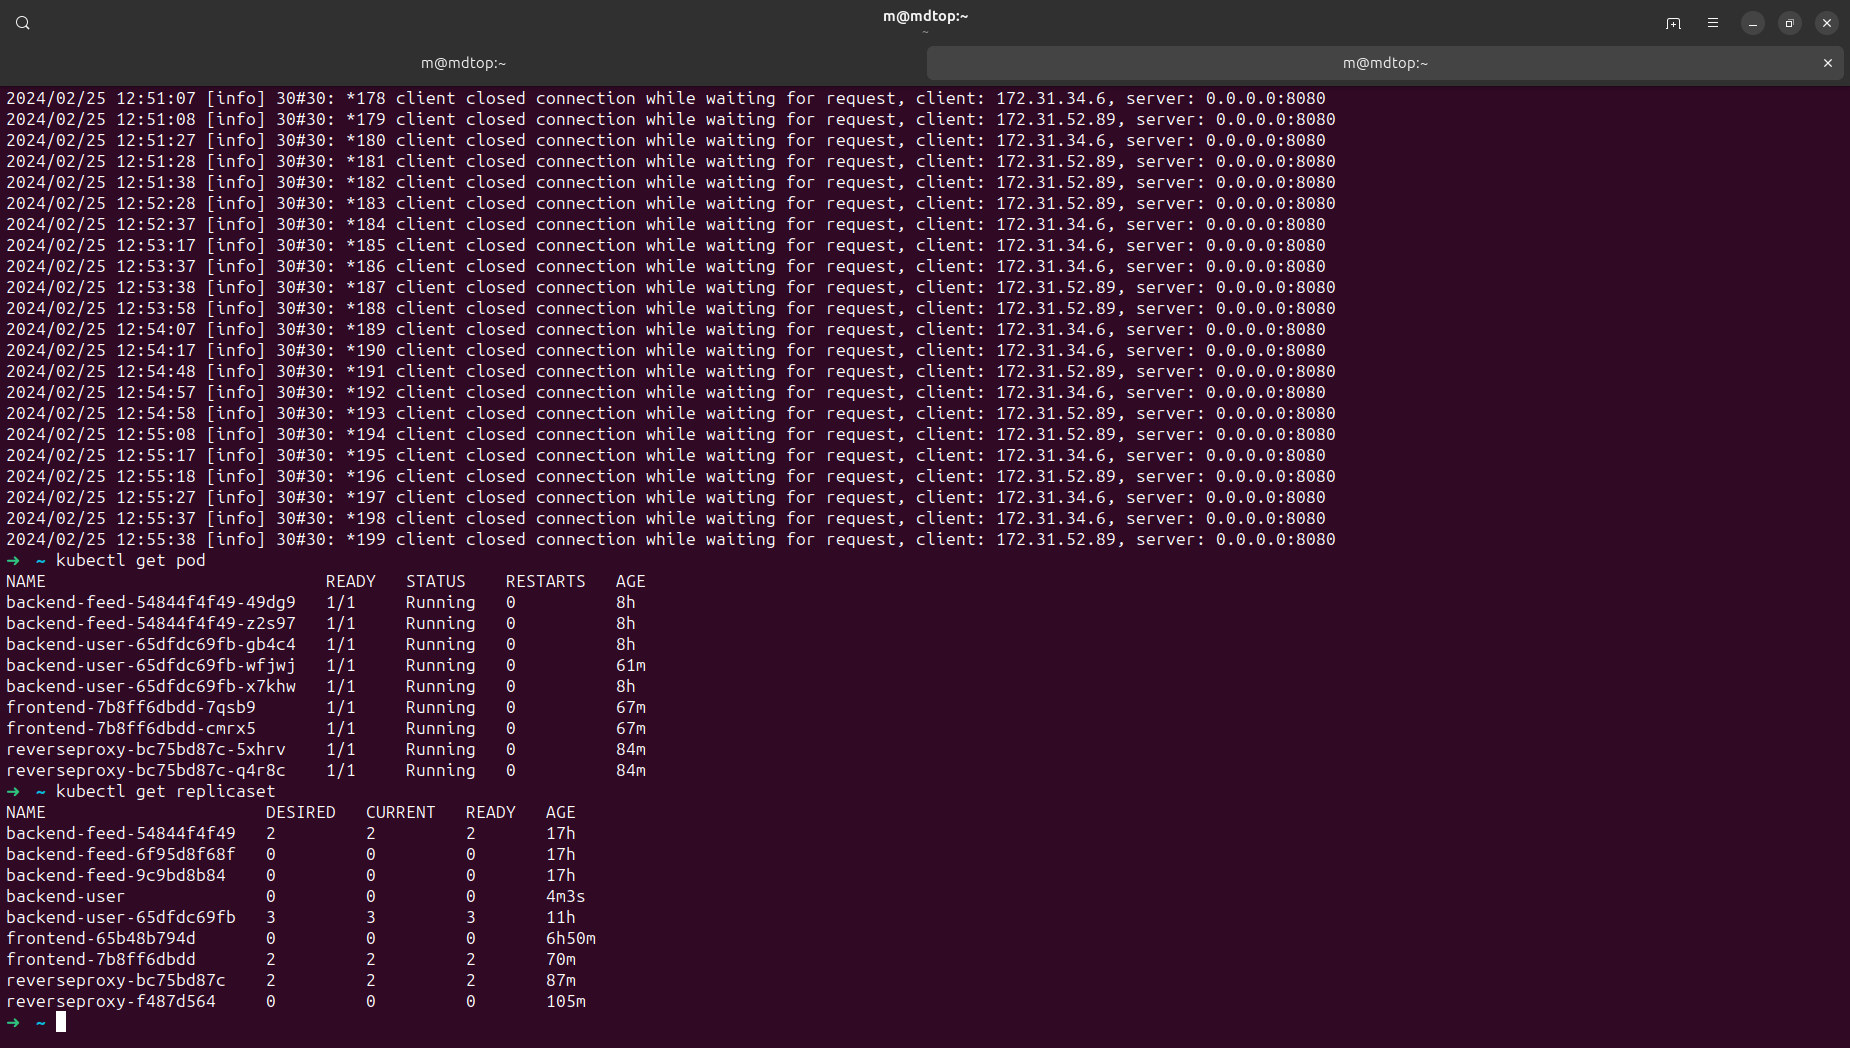 m@mdtop:~
~
m@mdtop:~ m@mdtop:~
2024/02/25 12:51:07 [info] 30#30: *178 client closed connection while waiting for request, client: 172.31.34.6, server: 0.0.0.0:8080
2024/02/25 12:51:08 [info] 30#30: *179 client closed connection while waiting for request, client: 172.31.52.89, server: 0.0.0.0:8080
2024/02/25 12:51:27 [info] 30#30: *180 client closed connection while waiting for request, client: 172.31.34.6, server: 0.0.0.0:8080
2024/02/25 12:51:28 [info] 30#30: *181 client closed connection while waiting for request, client: 172.31.52.89, server: 0.0.0.0:8080
2024/02/25 12:51:38 [info] 30#30: *182 client closed connection while waiting for request, client: 172.31.52.89, server: 0.0.0.0:8080
2024/02/25 12:52:28 [info] 30#30: *183 client closed connection while waiting for request, client: 172.31.52.89, server: 0.0.0.0:8080
2024/02/25 12:52:37 [info] 30#30: *184 client closed connection while waiting for request, client: 172.31.34.6, server: 0.0.0.0:8080
2024/02/25 12:53:17 [info] 30#30: *185 client closed connection while waiting for request, client: 172.31.34.6, server: 0.0.0.0:8080
2024/02/25 12:53:37 [info] 30#30: *186 client closed connection while waiting for request, client: 172.31.34.6, server: 0.0.0.0:8080
2024/02/25 12:53:38 [info] 30#30: *187 client closed connection while waiting for request, client: 172.31.52.89, server: 0.0.0.0:8080
2024/02/25 12:53:58 [info] 30#30: *188 client closed connection while waiting for request, client: 172.31.52.89, server: 0.0.0.0:8080
2024/02/25 12:54:07 [info] 30#30: *189 client closed connection while waiting for request, client: 172.31.34.6, server: 0.0.0.0:8080
2024/02/25 12:54:17 [info] 30#30: *190 client closed connection while waiting for request, client: 172.31.34.6, server: 0.0.0.0:8080
2024/02/25 12:54:48 [info] 30#30: *191 client closed connection while waiting for request, client: 172.31.52.89, server: 0.0.0.0:8080
2024/02/25 12:54:57 [info] 30#30: *192 client closed connection while waiting for request, client: 172.31.34.6, server: 0.0.0.0:8080
2024/02/25 12:54:58 [info] 30#30: *193 client closed connection while waiting for request, client: 172.31.52.89, server: 0.0.0.0:8080
2024/02/25 12:55:08 [info] 30#30: *194 client closed connection while waiting for request, client: 172.31.52.89, server: 0.0.0.0:8080
2024/02/25 12:55:17 [info] 30#30: *195 client closed connection while waiting for request, client: 172.31.34.6, server: 0.0.0.0:8080
2024/02/25 12:55:18 [info] 30#30: *196 client closed connection while waiting for request, client: 172.31.52.89, server: 0.0.0.0:8080
2024/02/25 12:55:27 [info] 30#30: *197 client closed connection while waiting for request, client: 172.31.34.6, server: 0.0.0.0:8080
2024/02/25 12:55:37 [info] 30#30: *198 client closed connection while waiting for request, client: 172.31.34.6, server: 0.0.0.0:8080
2024/02/25 12:55:38 [info] 30#30: *199 client closed connection while waiting for request, client: 172.31.52.89, server: 0.0.0.0:8080
➜ ~ kubectl get pod
NAME READY STATUS RESTARTS AGE
backend-feed-54844f4f49-49dg9 1/1 Running 0 8h
backend-feed-54844f4f49-z2s97 1/1 Running 0 8h
backend-user-65dfdc69fb-gb4c4 1/1 Running 0 8h
backend-user-65dfdc69fb-wfjwj 1/1 Running 0 61m
backend-user-65dfdc69fb-x7khw 1/1 Running 0 8h
frontend-7b8ff6dbdd-7qsb9 1/1 Running 0 67m
frontend-7b8ff6dbdd-cmrx5 1/1 Running 0 67m
reverseproxy-bc75bd87c-5xhrv 1/1 Running 0 84m
reverseproxy-bc75bd87c-q4r8c 1/1 Running 0 84m
➜ ~ kubectl get replicaset
NAME DESIRED CURRENT READY AGE
backend-feed-54844f4f49 2 2 2 17h
backend-feed-6f95d8f68f 0 0 0 17h
backend-feed-9c9bd8b84 0 0 0 17h
backend-user 0 0 0 4m3s
backend-user-65dfdc69fb 3 3 3 11h
frontend-65b48b794d 0 0 0 6h50m
frontend-7b8ff6dbdd 2 2 2 70m
reverseproxy-bc75bd87c 2 2 2 87m
reverseproxy-f487d564 0 0 0 105m
➜ ~